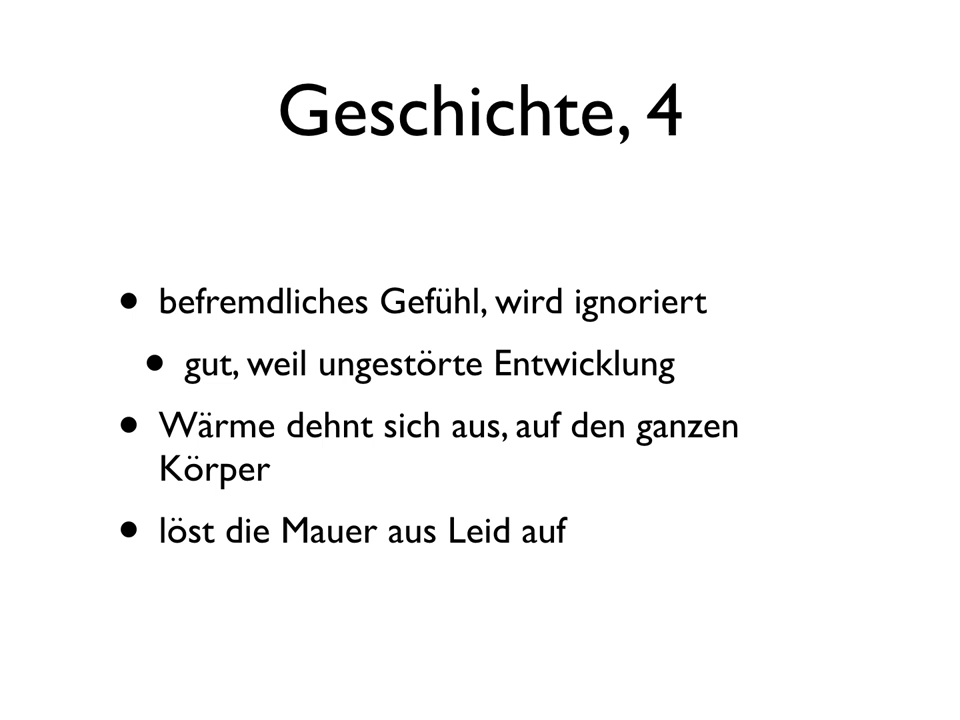 Geschichte, 4
• befremdliches Gefühl, wird ignoriert
• gut, weil ungestörte Entwicklung
• Wärme dehnt sich aus, auf den ganzen
Körper
• löst die Mauer aus Leid auf